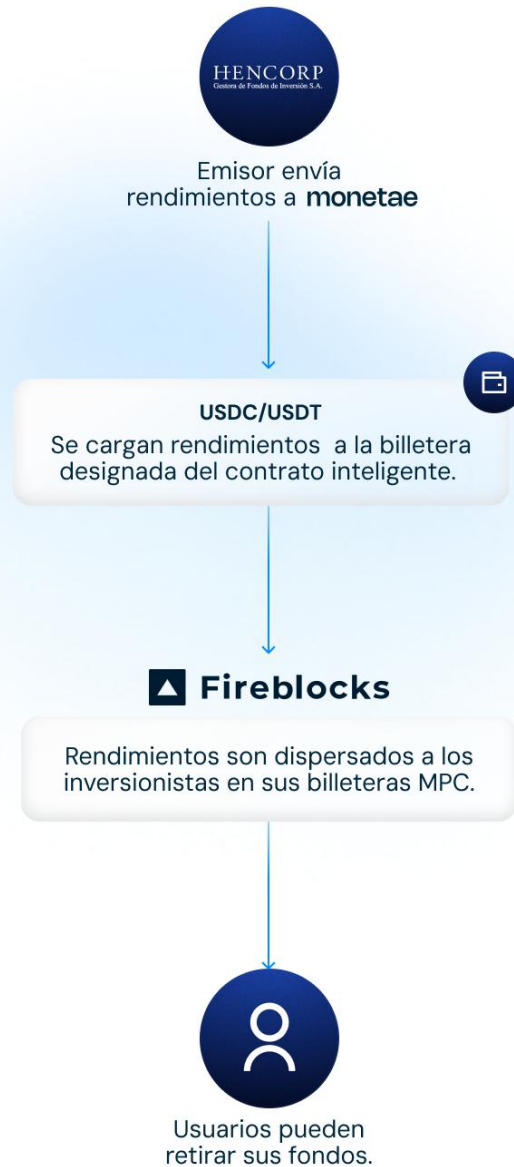 HENCORP
Gestora de Fondos de Inversión S.A.
Emisor envía
rendimientos a monetae
USDC/USDT
Se cargan rendimientos a la billetera
designada del contrato inteligente.
Fireblocks
Rendimientos son dispersados a los
inversionistas en sus billeteras MPC.
Usuarios pueden
retirar sus fondos.